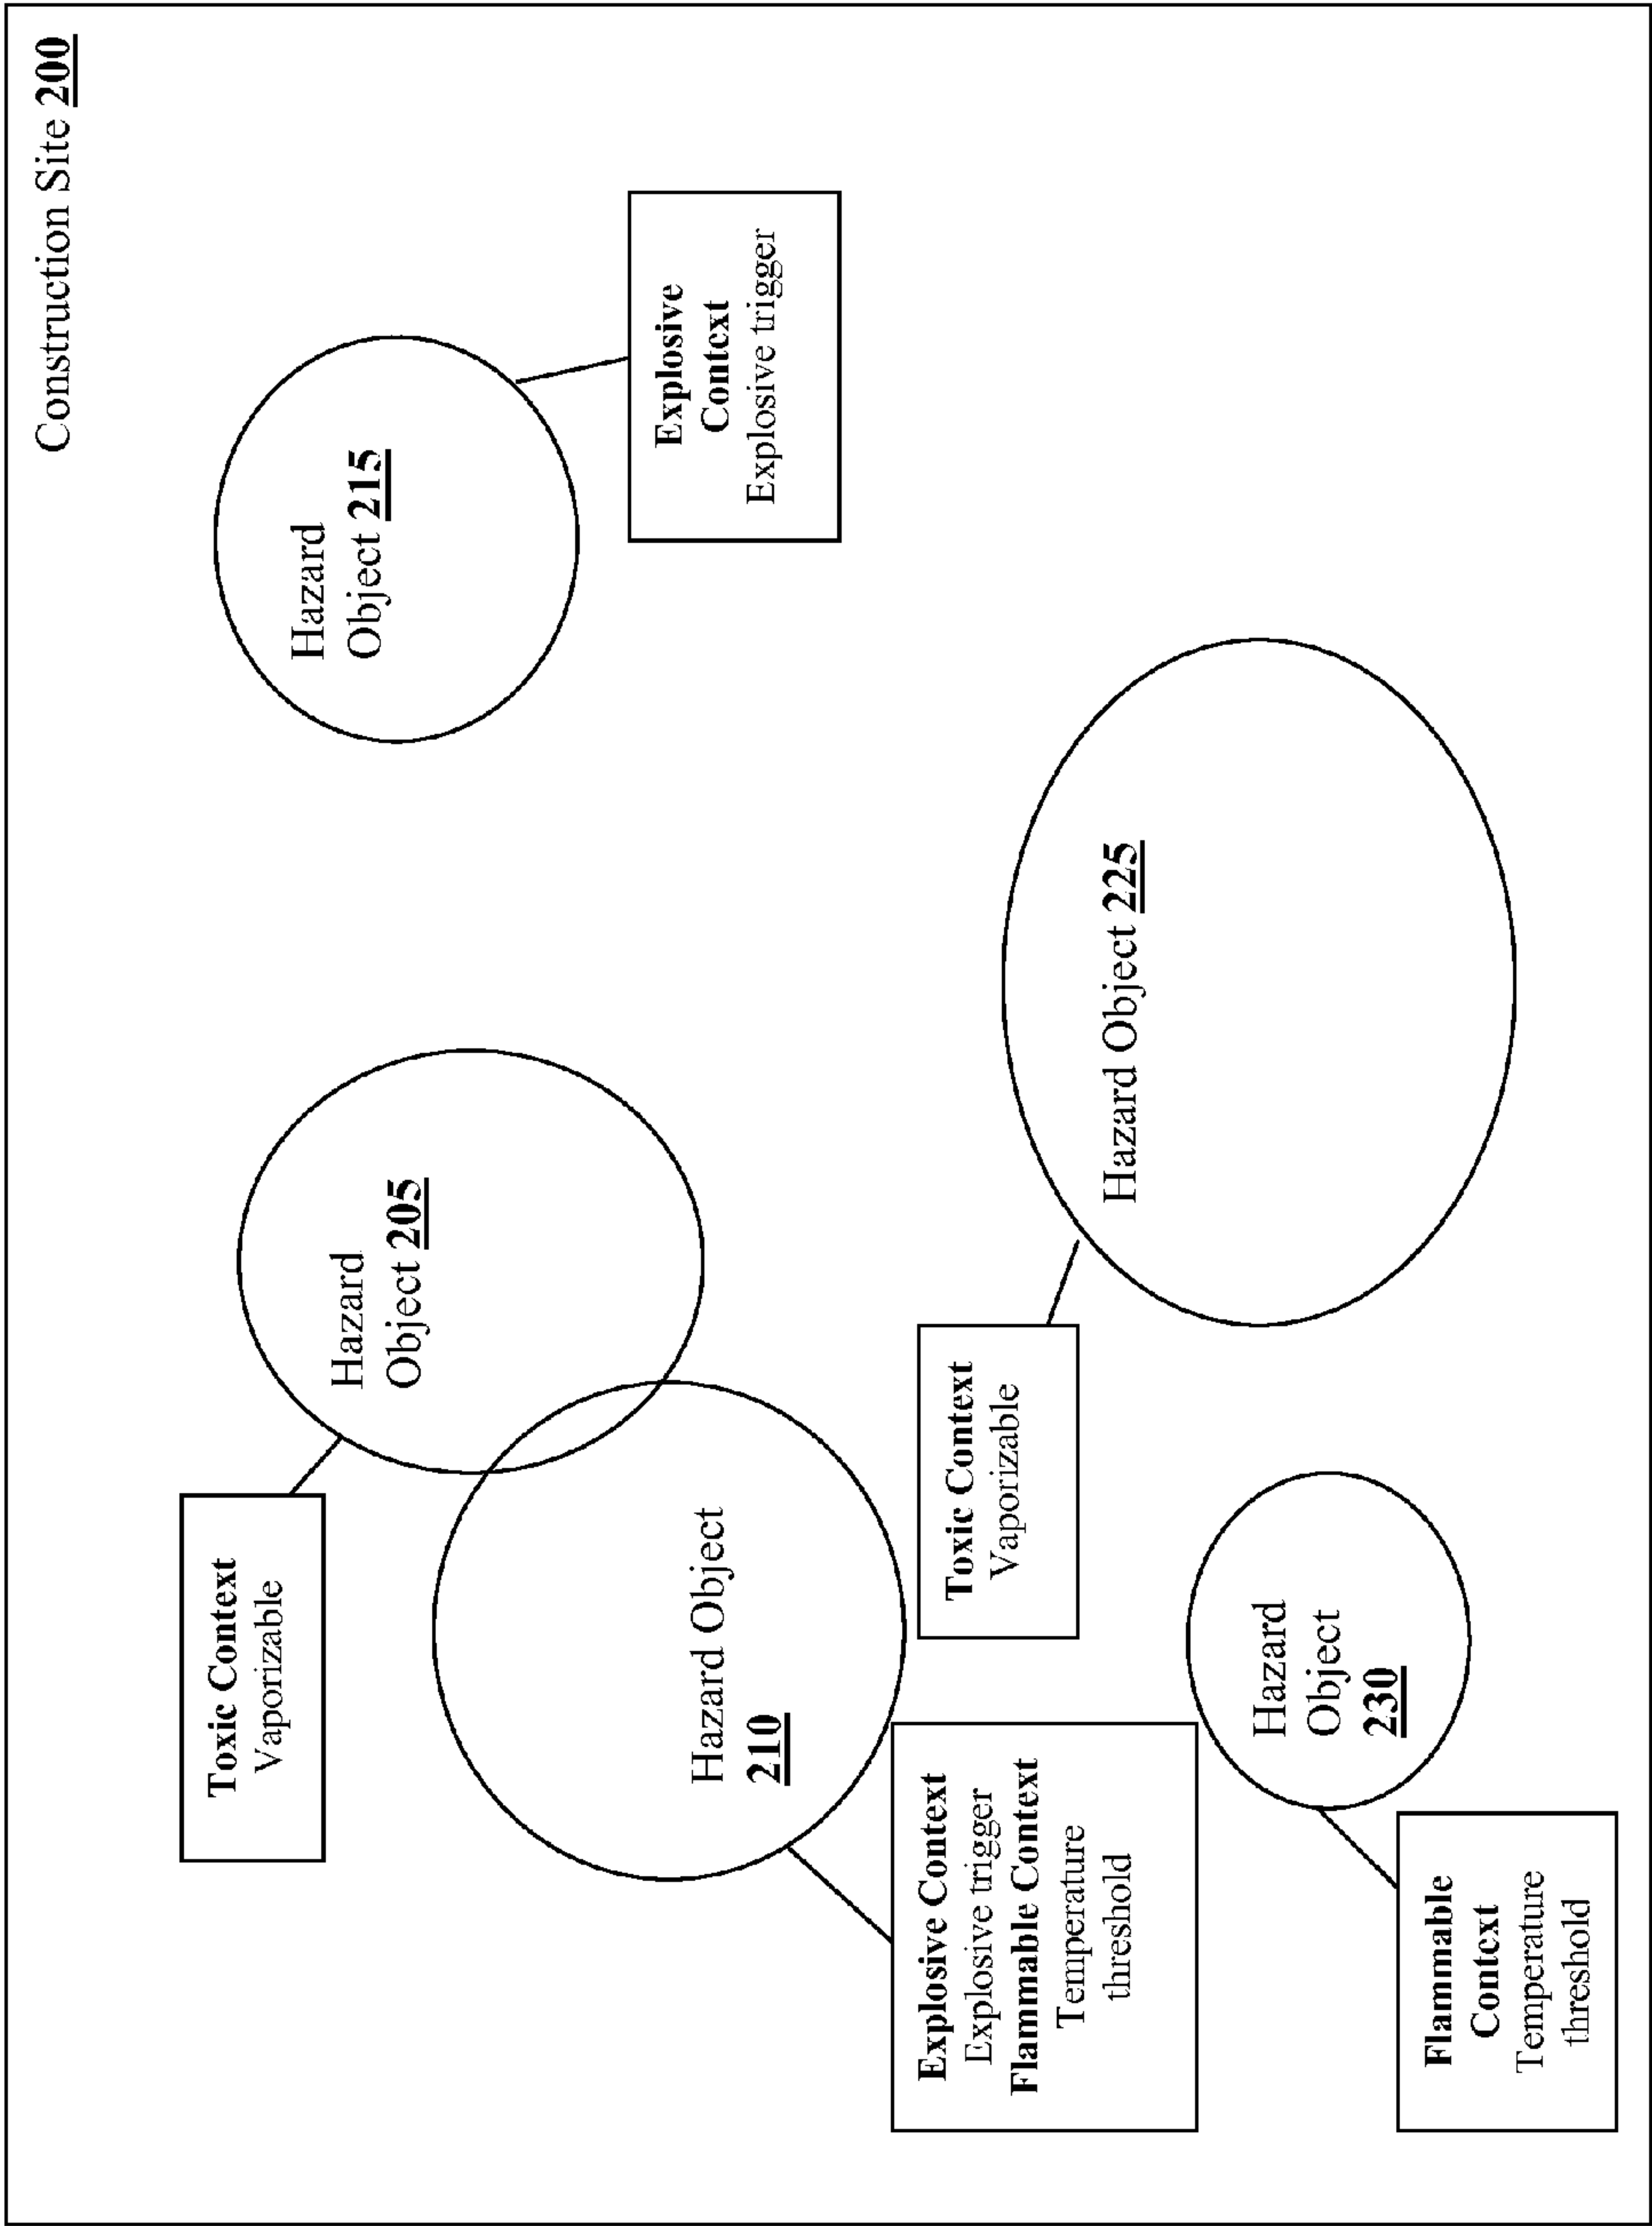 Construction Site 200
Toxic Context
Vaporizable
Hazard
Object 205
Hazard
Object 215
Hazard Object
210
Explosive
Context
Explosive trigger
Explosive Context
Explosive trigger
Flammable Context
Temperature
threshold
Toxic Context
Vaporizable
Hazard Object 225
Hazard
Object
230
Flammable
Context
Temperature
threshold